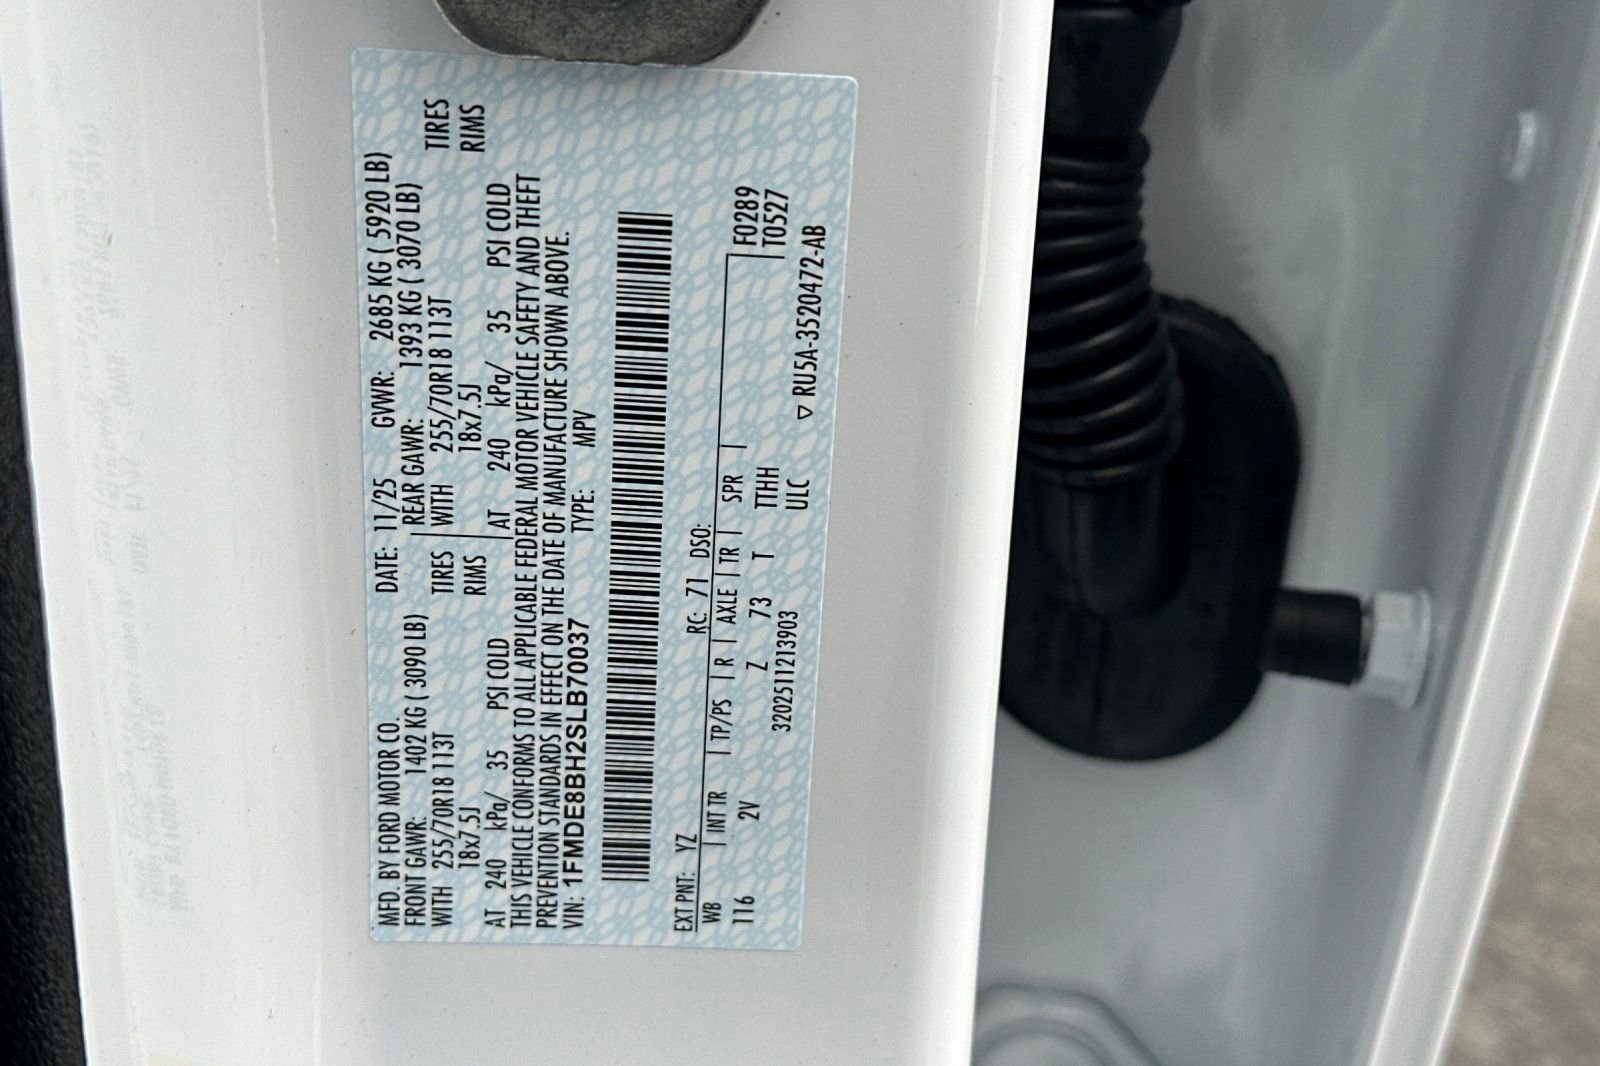 MFD. BY FORD MOTOR CO.
DATE: 11/25 GVWR: 2685 KG ( 5920 LB)
FRONT GAWR: 1402 KG ( 3090 LB) REAR GAWR: 1393 KG ( 3070 LB)
WITH 255/70R18 113T TIRES WITH 255/70R18 113T TIRES
18x7.5J RIMS 18x7.5J RIMS
AT 240 kPa/ 35 PSI COLD AT 240 kPa/ 35 PSI COLD
THIS VEHICLE CONFORMS TO ALL APPLICABLE FEDERAL MOTOR VEHICLE SAFETY AND THEFT
PREVENTION STANDARDS IN EFFECT ON THE DATE OF MANUFACTURE SHOWN ABOVE.
VIN: 1FMDE8BH2SLB70037 TYPE: MPV
EXT PNT: YZ RC: 71 DSO:
WB | INT TR | TP/PS | R | AXLE | TR | SPR | F0289
116 2V Z 73 T TTHH T0527
3202511213903 ULC
▽ RU5A-3520472-AB